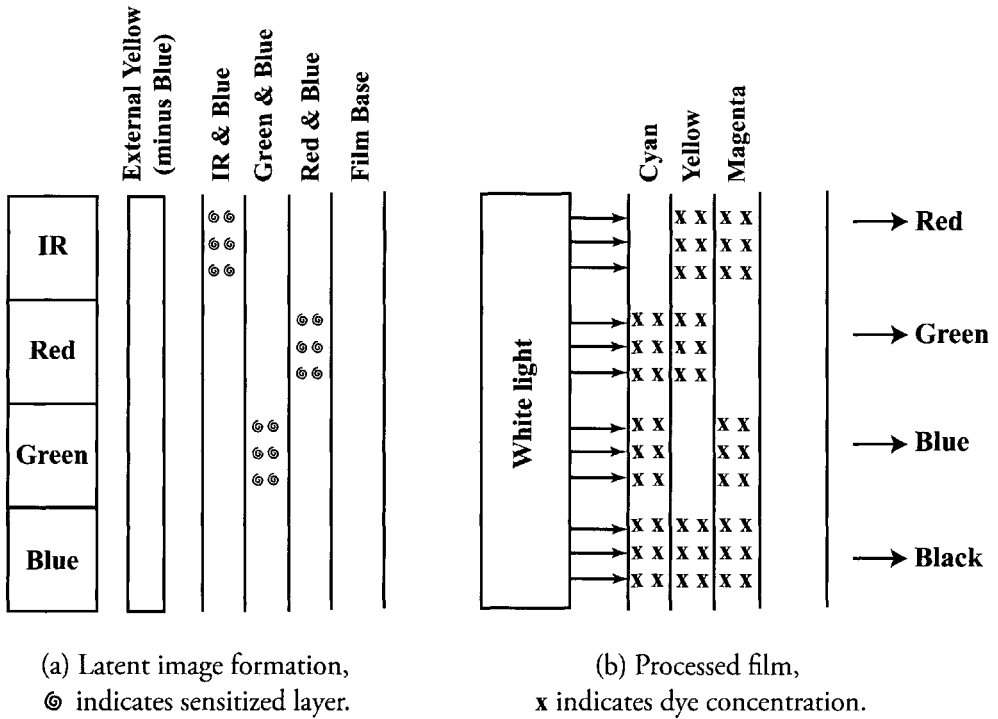 External Yellow
(minus Blue)
IR & Blue
Green & Blue
Red & Blue
Film Base
IR
Red
Green
Blue
(a) Latent image formation,
indicates sensitized layer.
Cyan
Yellow
Magenta
White light
x x x x
x x x x
x x x x
x x x x
x x x x
x x x x
x x x x
x x x x
x x x x
x x x x x x
x x x x x x
x x x x x x
Red
Green
Blue
Black
(b) Processed film,
x indicates dye concentration.